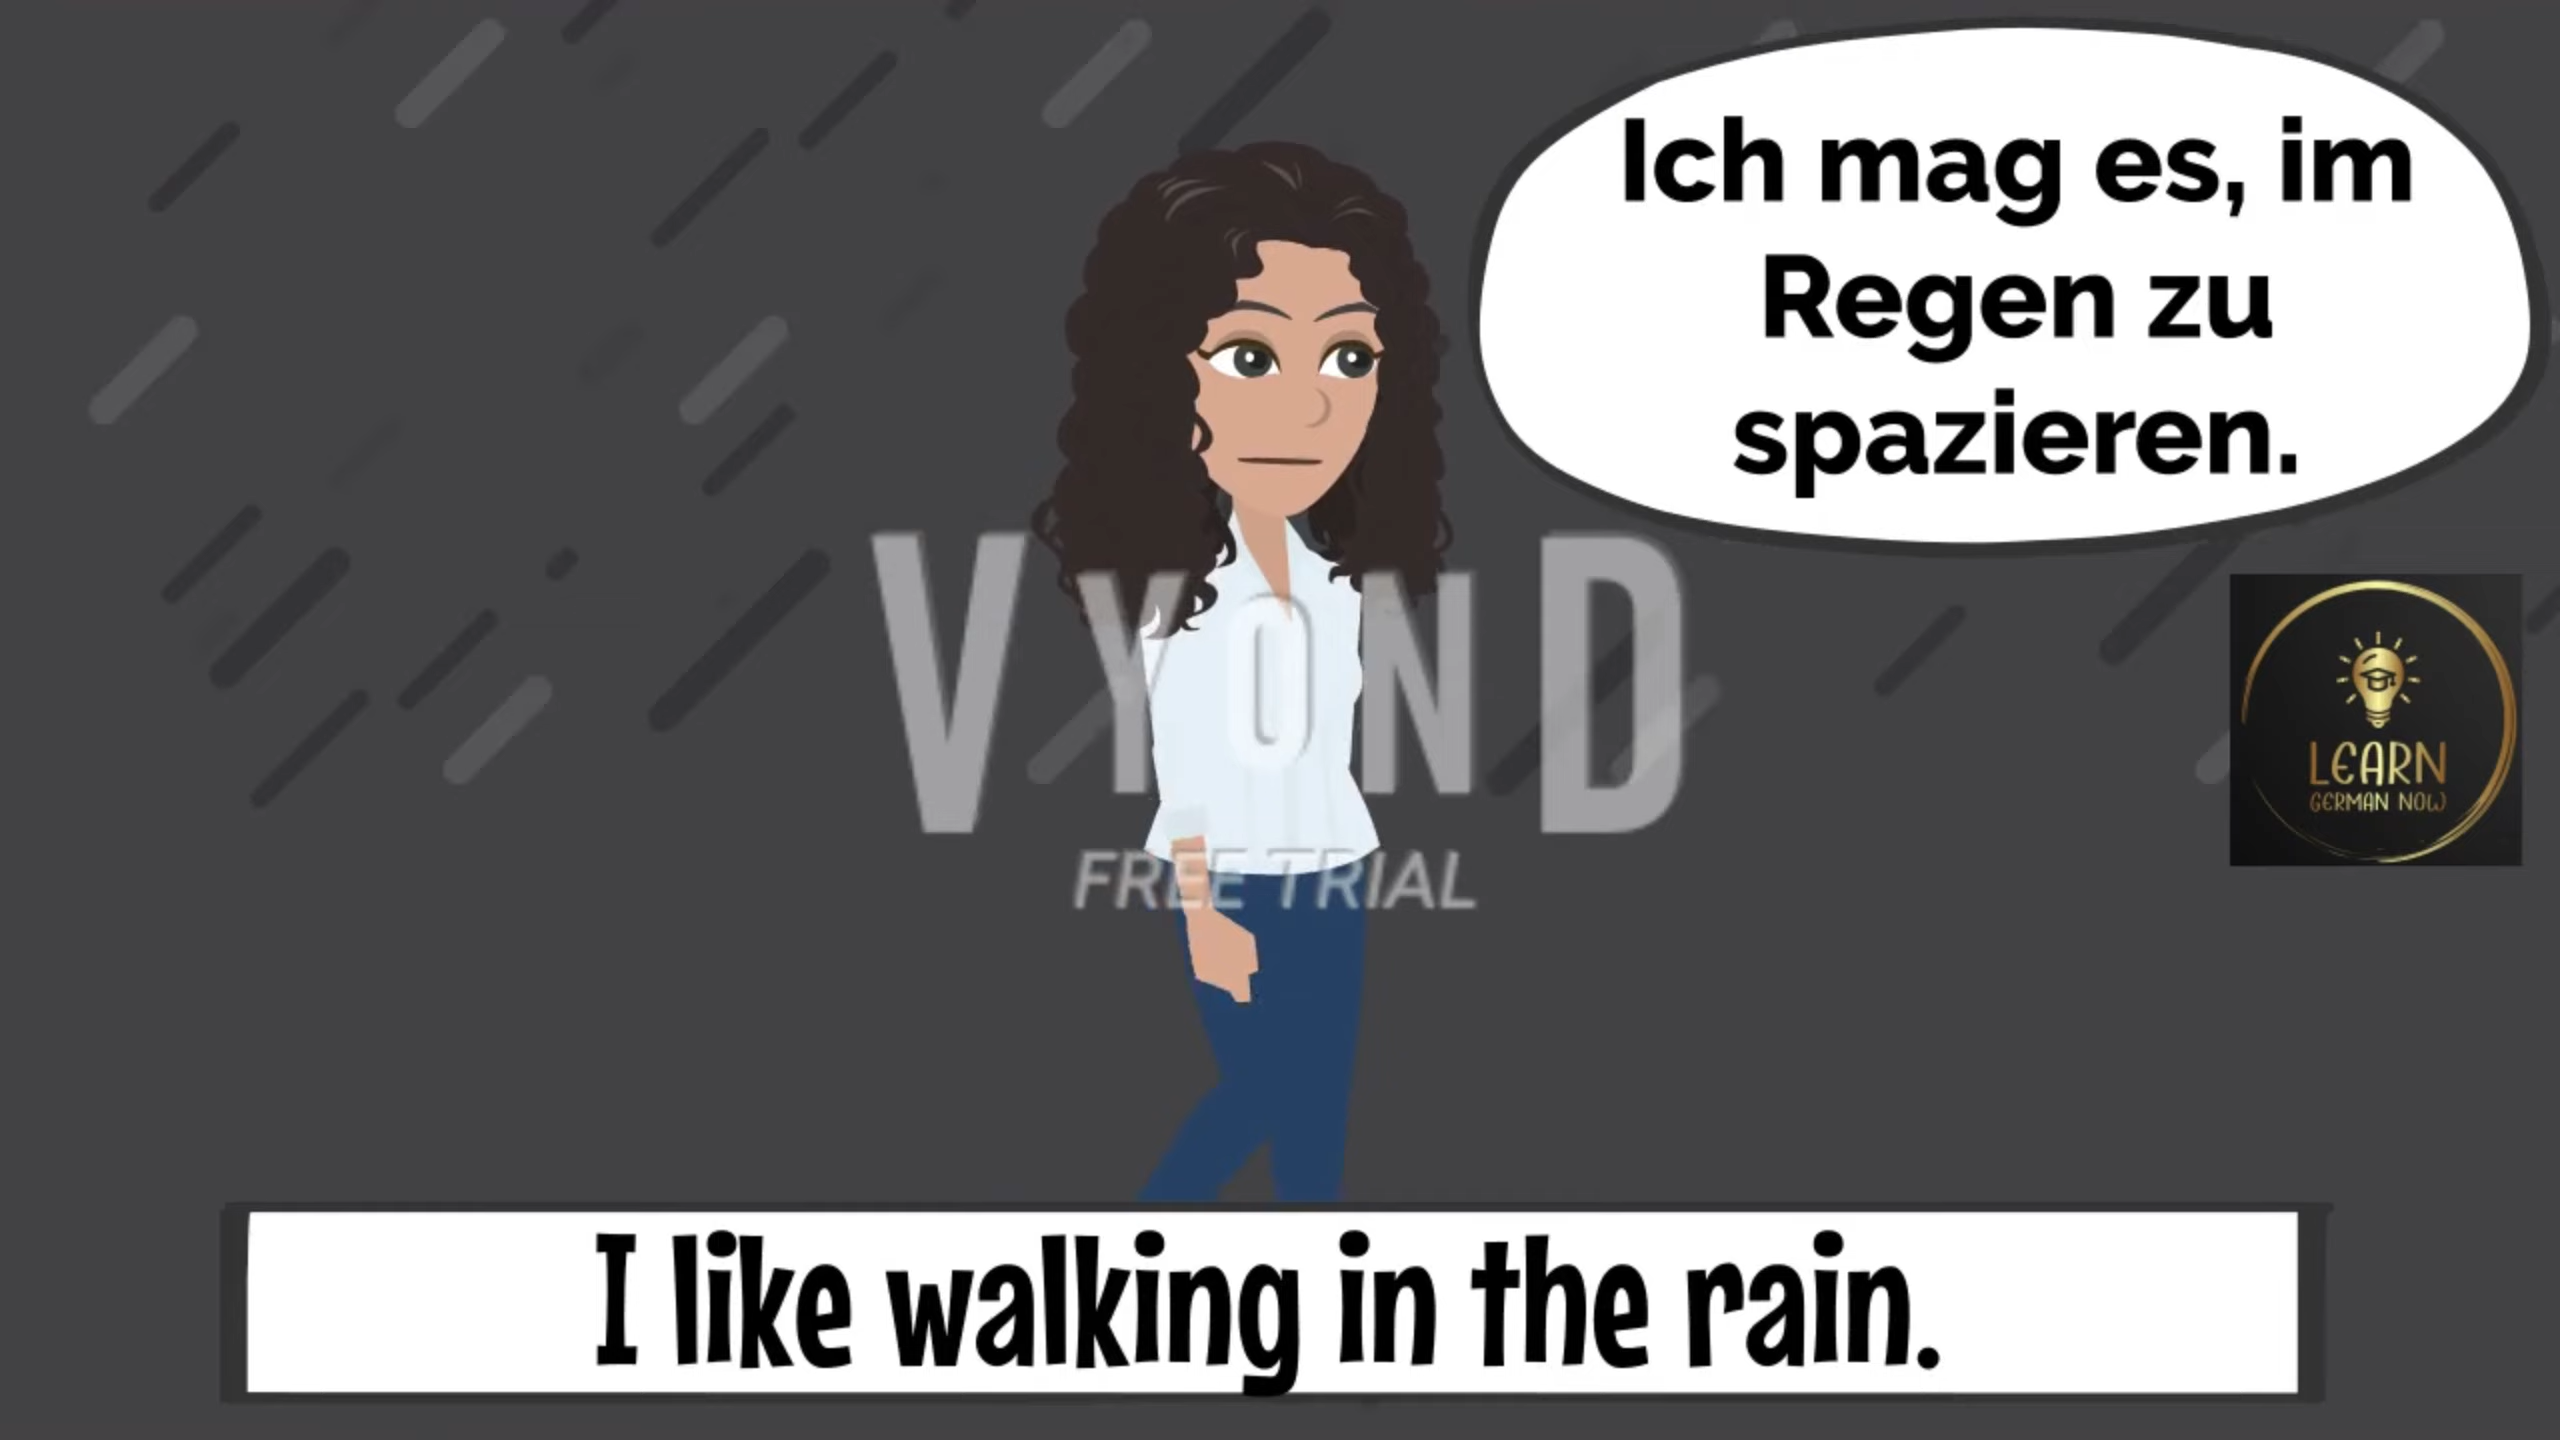 Ich mag es, im
Regen zu
spazieren.
VYOND
FREE TRIAL
LEARN
GERMAN NOW
I like walking in the rain.